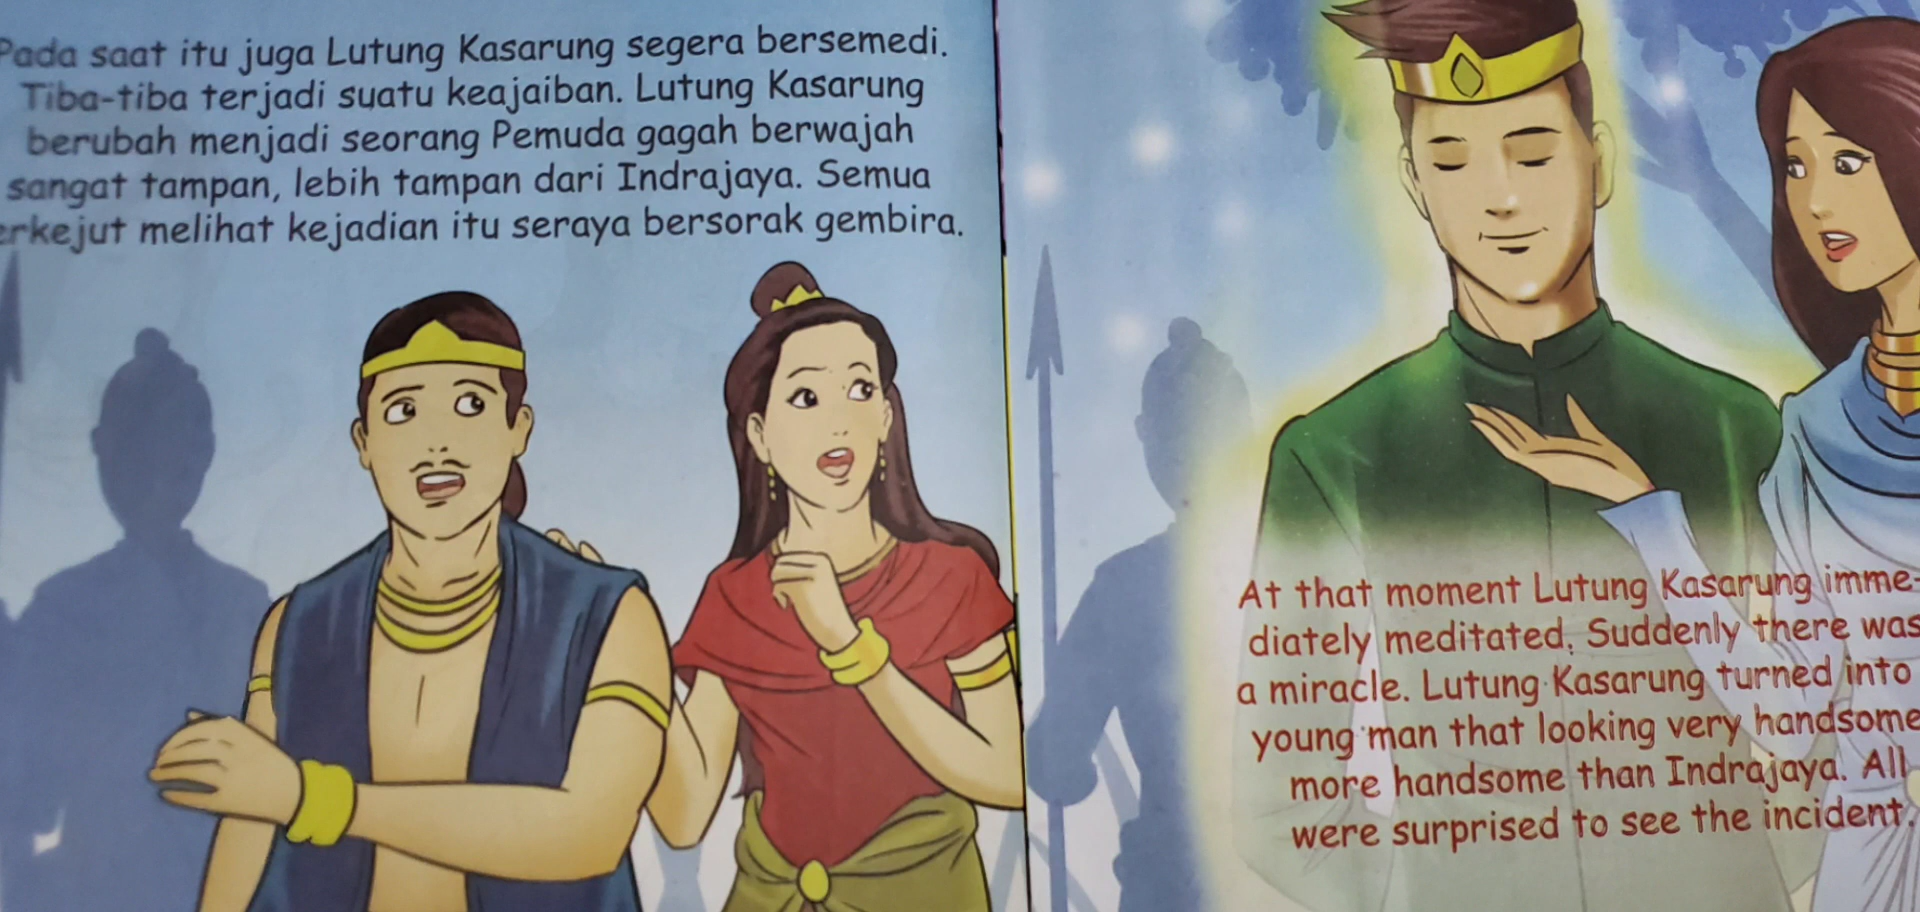 Pada saat itu juga Lutung Kasarung segera bersemedi.
Tiba-tiba terjadi suatu keajaiban. Lutung Kasarung
berubah menjadi seorang Pemuda gagah berwajah
sangat tampan, lebih tampan dari Indrajaya. Semua
erkejut melihat kejadian itu seraya bersorak gembira.
At that moment Lutung Kasarung imme-
diately meditated. Suddenly there was
a miracle. Lutung Kasarung turned into
young man that looking very handsome
more handsome than Indrajaya. All
were surprised to see the incident.